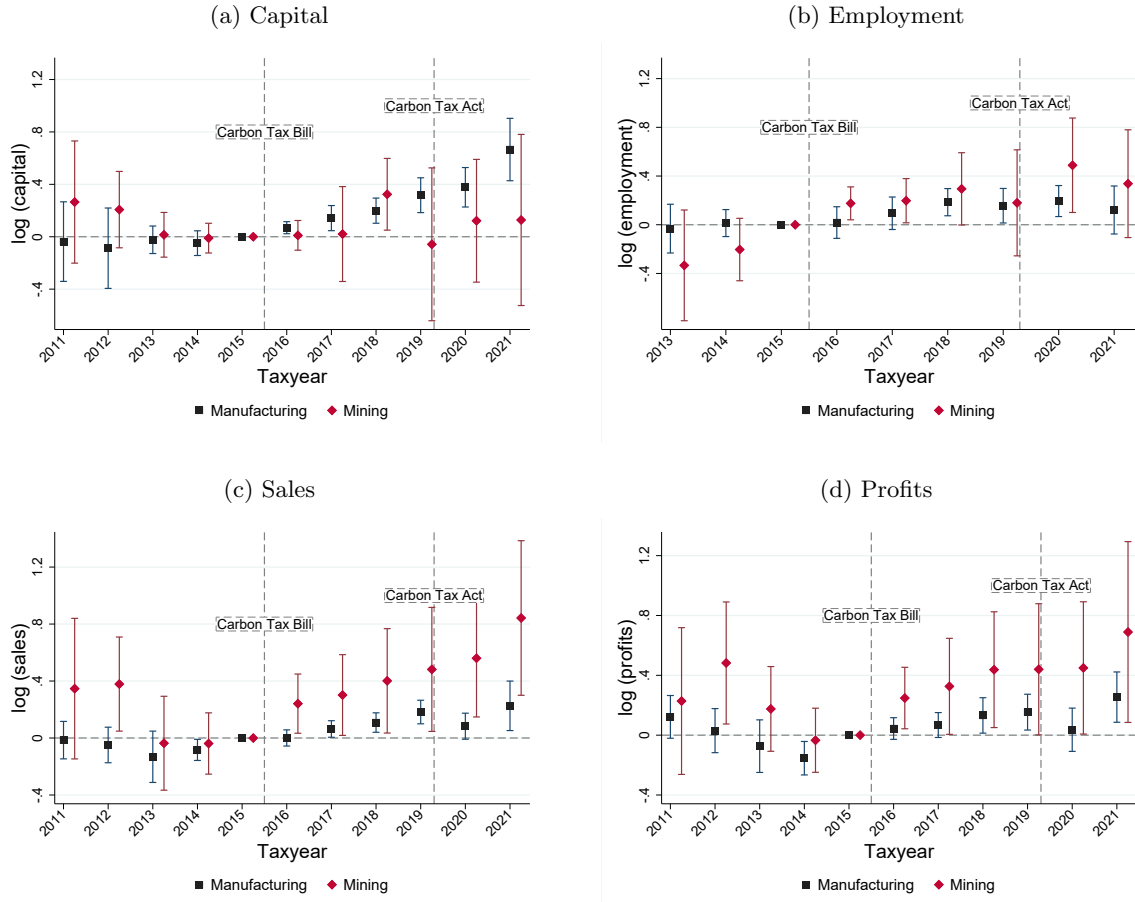 (a) Capital
log (capital)
1.2
.8
.4
0
-.4
Carbon Tax Bill
Carbon Tax Act
2011
2012
2013
2014
2015
2016
2017
2018
2019
2020
2021
Taxyear
Manufacturing
Mining
(b) Employment
log (employment)
1.2
.8
.4
0
-.4
Carbon Tax Bill
Carbon Tax Act
2013
2014
2015
2016
2017
2018
2019
2020
2021
Taxyear
Manufacturing
Mining
(c) Sales
log (sales)
1.2
.8
.4
0
-.4
Carbon Tax Bill
Carbon Tax Act
2011
2012
2013
2014
2015
2016
2017
2018
2019
2020
2021
Taxyear
Manufacturing
Mining
(d) Profits
log (profits)
1.2
.8
.4
0
-.4
Carbon Tax Bill
Carbon Tax Act
2011
2012
2013
2014
2015
2016
2017
2018
2019
2020
2021
Taxyear
Manufacturing
Mining